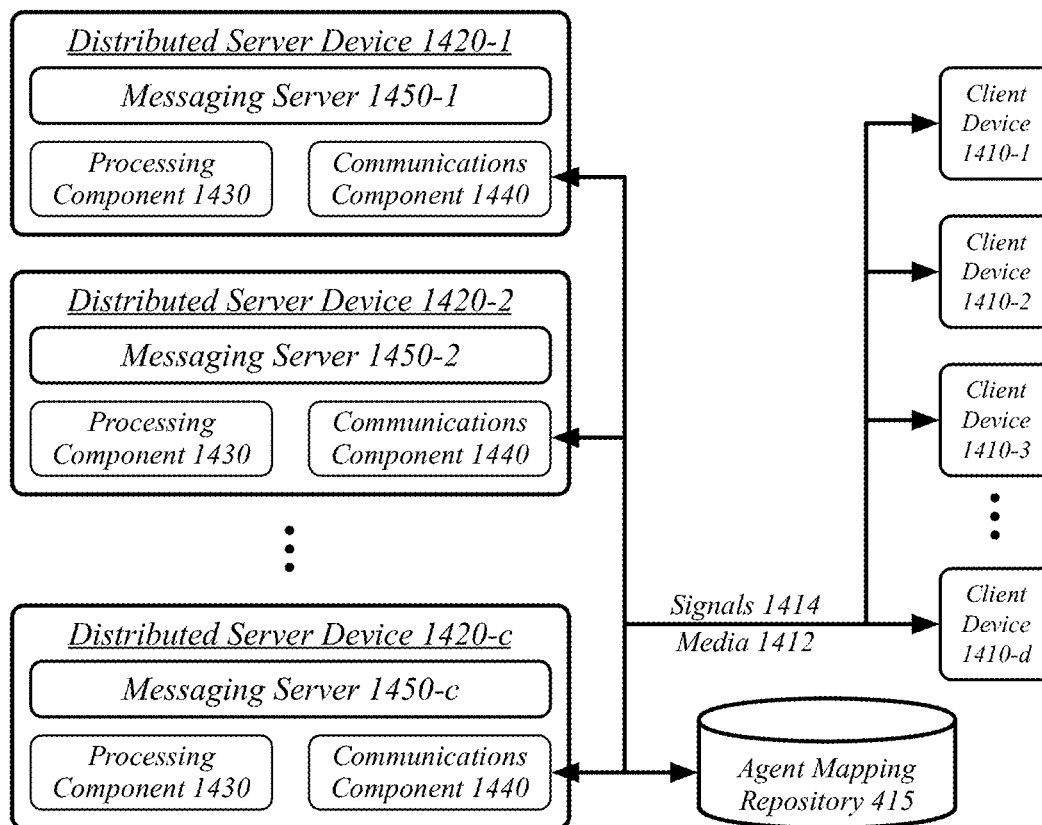 Distributed Server Device 1420-1
Messaging Server 1450-1
Processing
Component 1430
Communications
Component 1440
Distributed Server Device 1420-2
Messaging Server 1450-2
Processing
Component 1430
Communications
Component 1440
Distributed Server Device 1420-c
Messaging Server 1450-c
Processing
Component 1430
Communications
Component 1440
Signals 1414
Media 1412
Agent Mapping
Repository 415
Client
Device
1410-1
Client
Device
1410-2
Client
Device
1410-3
Client
Device
1410-d